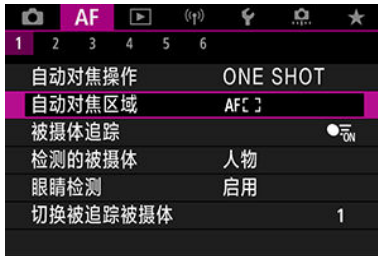 AF
1 2 3 4 5 6
自动对焦操作 ONE SHOT
自动对焦区域 AF[ ]
被摄体追踪 ON
检测的被摄体 人物
眼睛检测 启用
切换被追踪被摄体 1